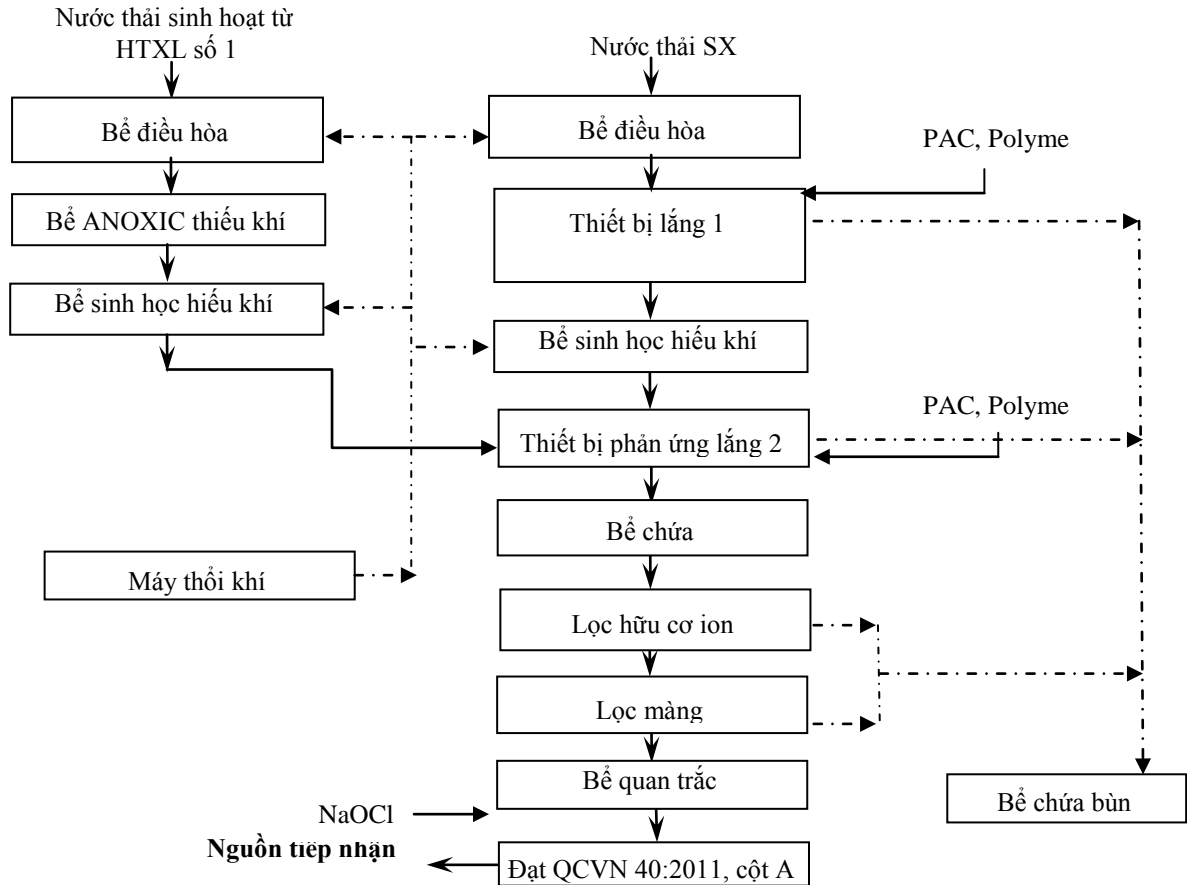 Nước thải sinh hoạt từ
HTXL số 1
Nước thải SX
Bể điều hòa
Bể điều hòa
PAC, Polyme
Bể ANOXIC thiếu khí
Thiết bị lắng 1
Bể sinh học hiếu khí
Bể sinh học hiếu khí
PAC, Polyme
Thiết bị phản ứng lắng 2
Bể chứa
Máy thổi khí
Lọc hữu cơ ion
Lọc màng
Bể quan trắc
Bể chứa bùn
NaOCl
Nguồn tiếp nhận
Đạt QCVN 40:2011, cột A